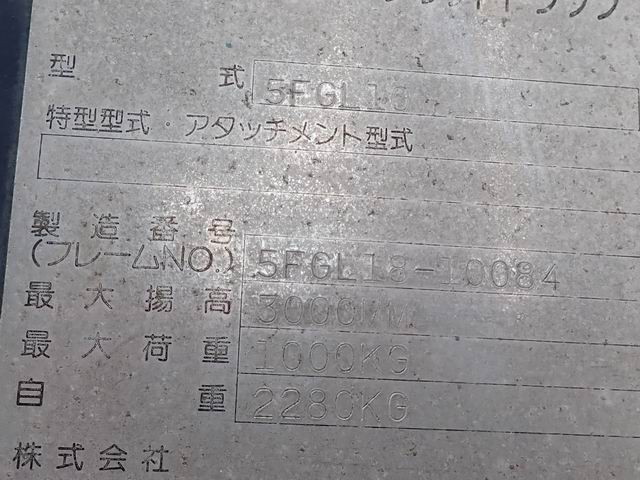 型 式 5FGL18
特型型式・アタッチメント型式
製造番号
(フレームNO.) 5FGL18-10084
最大揚高 3000MM
最大荷重 1000KG
自 重 2280KG
株式会社